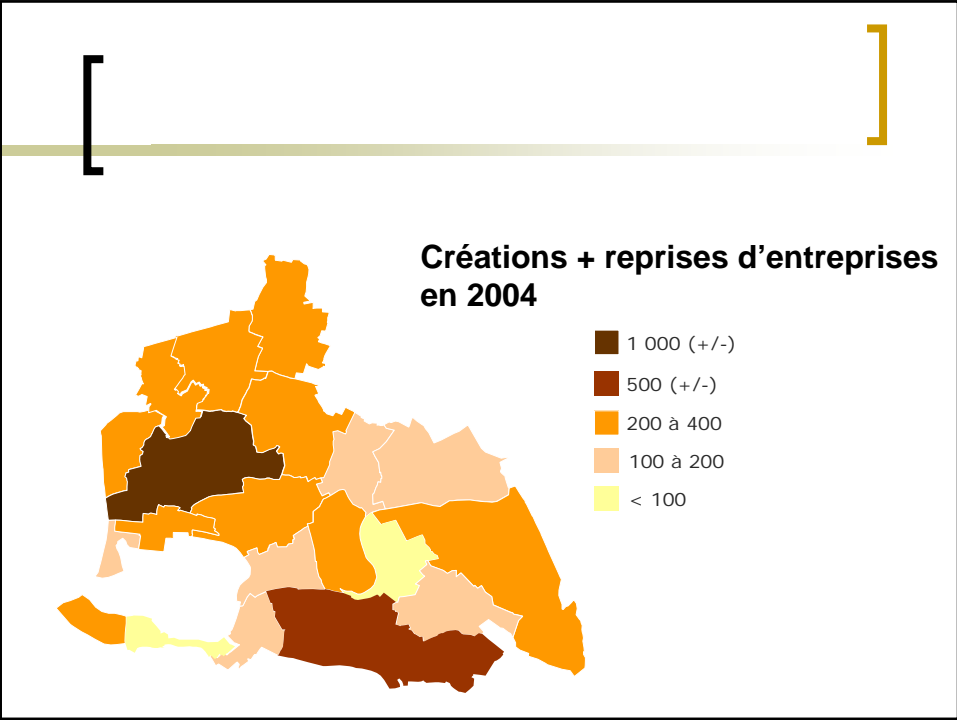 Créations + reprises d'entreprises
en 2004
1 000 (+/-)
500 (+/-)
200 à 400
100 à 200
< 100